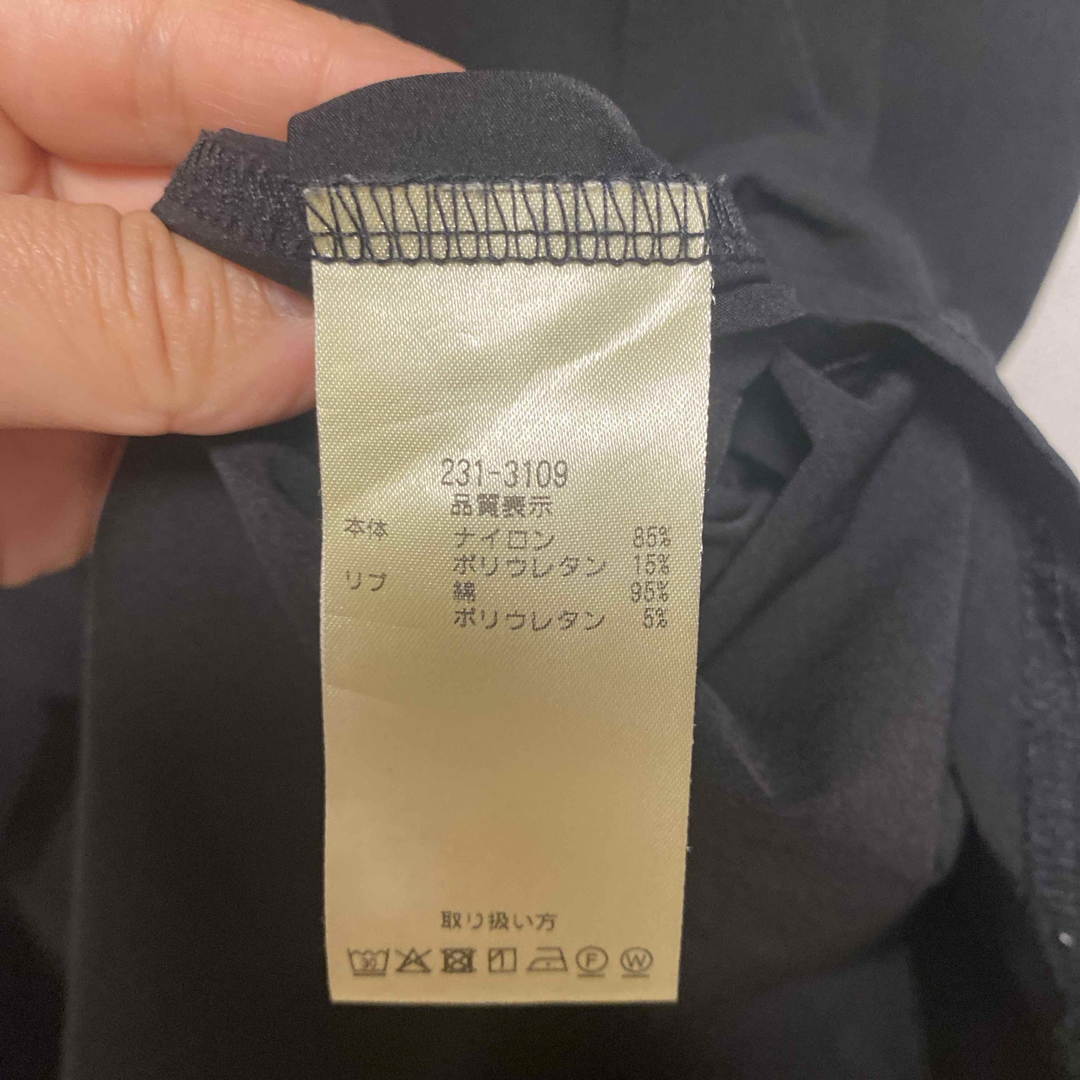 231-3109
品質表示
本体 ナイロン 85%
ポリウレタン 15%
リブ 綿 95%
ポリウレタン 5%
取り扱い方
30 F W